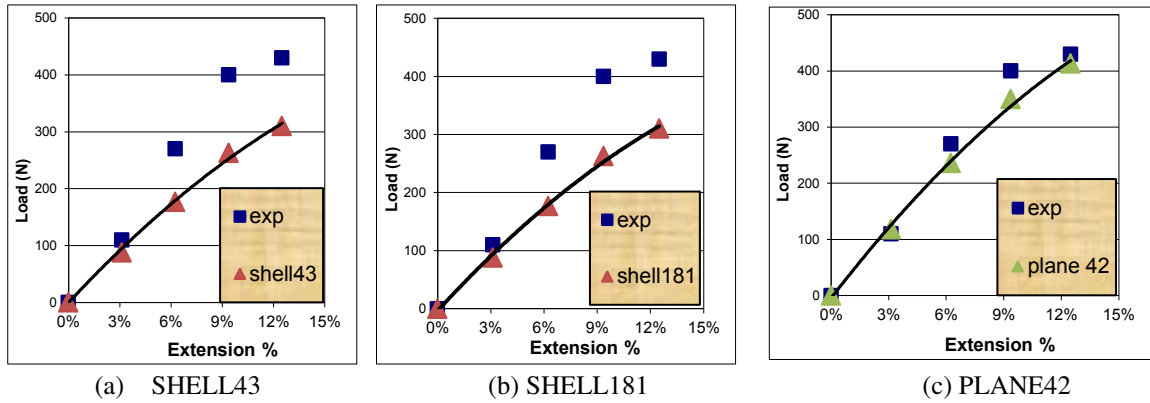 500
400
300
200
100
0
0% 3% 6% 9% 12% 15%
Load (N)
Extension %
exp
shell43
(a) SHELL43
500
400
300
200
100
0
0% 3% 6% 9% 12% 15%
Load (N)
Extension %
exp
shell181
(b) SHELL181
500
400
300
200
100
0
0% 3% 6% 9% 12% 15%
Load (N)
Extension %
exp
plane 42
(c) PLANE42